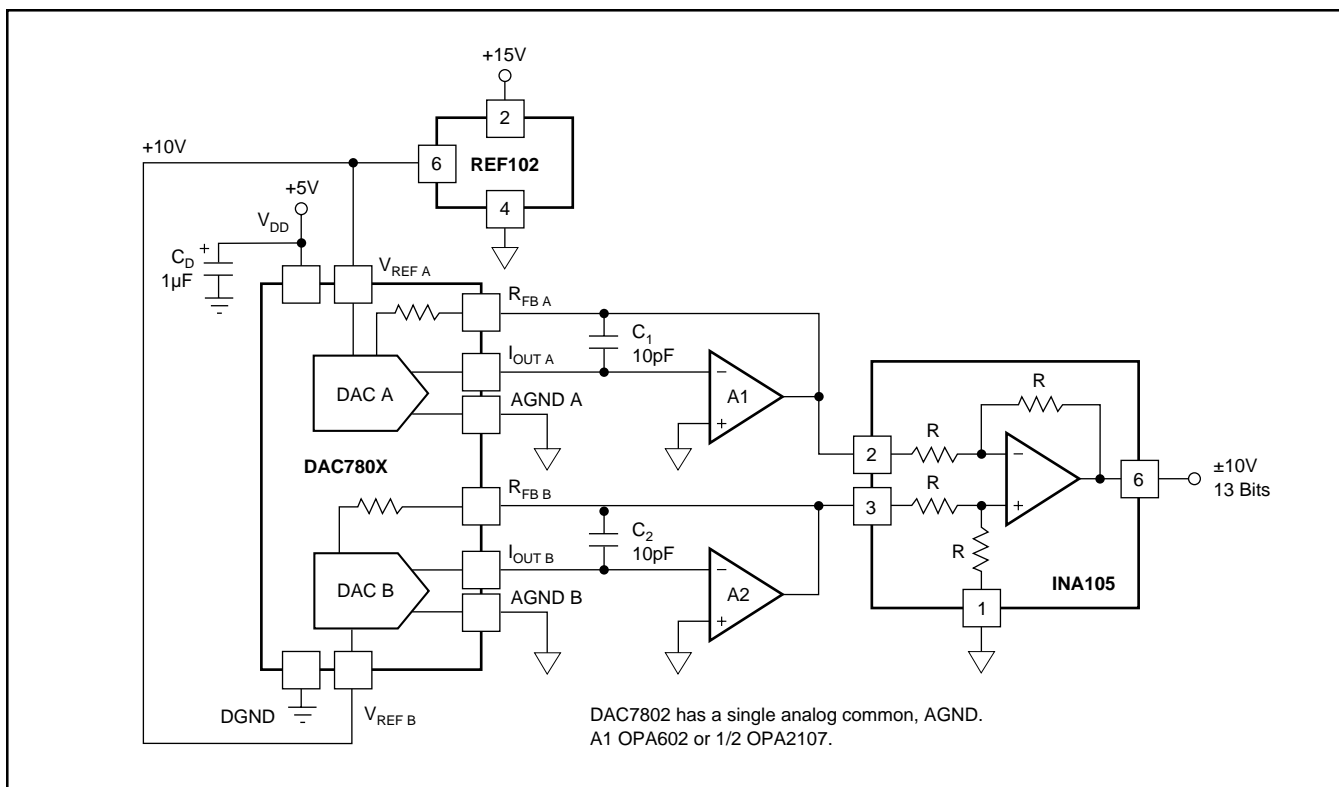 +15V
2
+10V
6
REF102
+5V
4
V_DD
C_D
+
1µF
V_REF A
R_FB A
C_1
10pF
I_OUT A
−
A1
+
DAC A
AGND A
R
R
2
−
DAC780X
6
±10V
13 Bits
R_FB B
3
R
+
C_2
10pF
R
I_OUT B
−
A2
+
DAC B
AGND B
INA105
1
DGND
V_REF B
DAC7802 has a single analog common, AGND.
A1 OPA602 or 1/2 OPA2107.